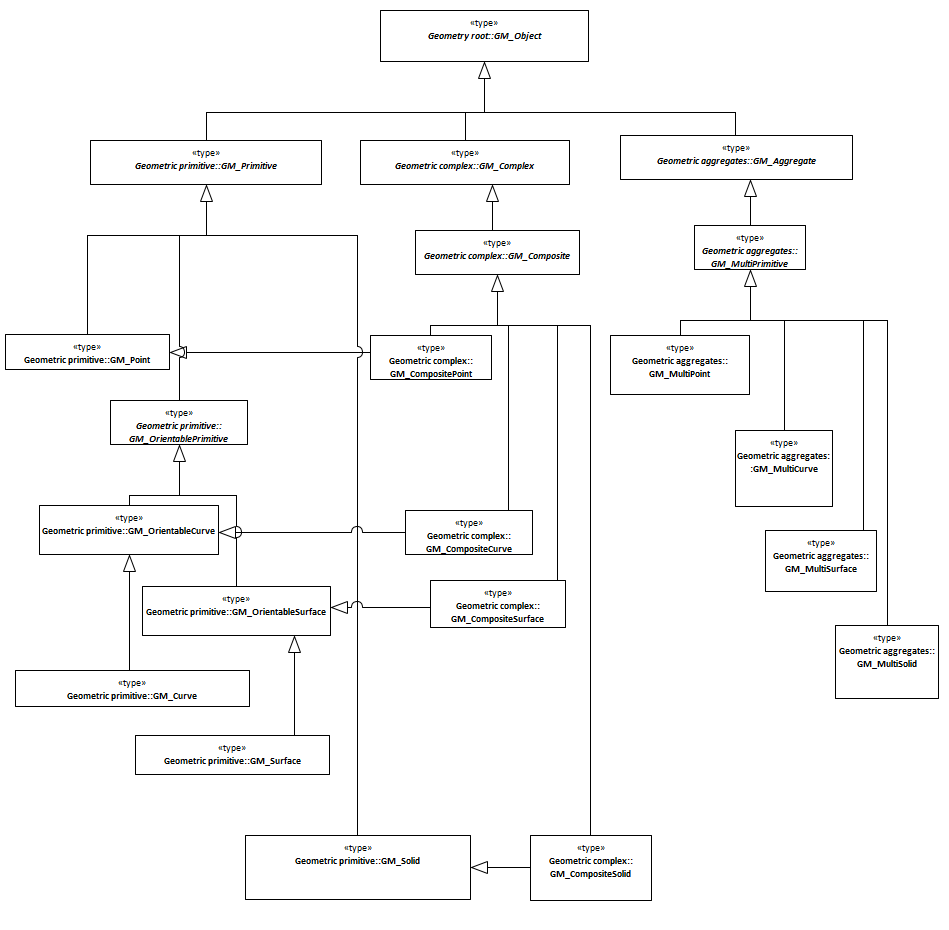 «type»
Geometry root::GM_Object
«type»
Geometric primitive::GM_Primitive
«type»
Geometric complex::GM_Complex
«type»
Geometric aggregates::GM_Aggregate
«type»
Geometric complex::GM_Composite
«type»
Geometric aggregates::
GM_MultiPrimitive
«type»
Geometric primitive::GM_Point
«type»
Geometric complex::
GM_CompositePoint
«type»
Geometric aggregates::
GM_MultiPoint
«type»
Geometric primitive::
GM_OrientablePrimitive
«type»
Geometric aggregates:
:GM_MultiCurve
«type»
Geometric primitive::GM_OrientableCurve
«type»
Geometric complex::
GM_CompositeCurve
«type»
Geometric aggregates::
GM_MultiSurface
«type»
Geometric primitive::GM_OrientableSurface
«type»
Geometric complex::
GM_CompositeSurface
«type»
Geometric aggregates::
GM_MultiSolid
«type»
Geometric primitive::GM_Curve
«type»
Geometric primitive::GM_Surface
«type»
Geometric primitive::GM_Solid
«type»
Geometric complex::
GM_CompositeSolid